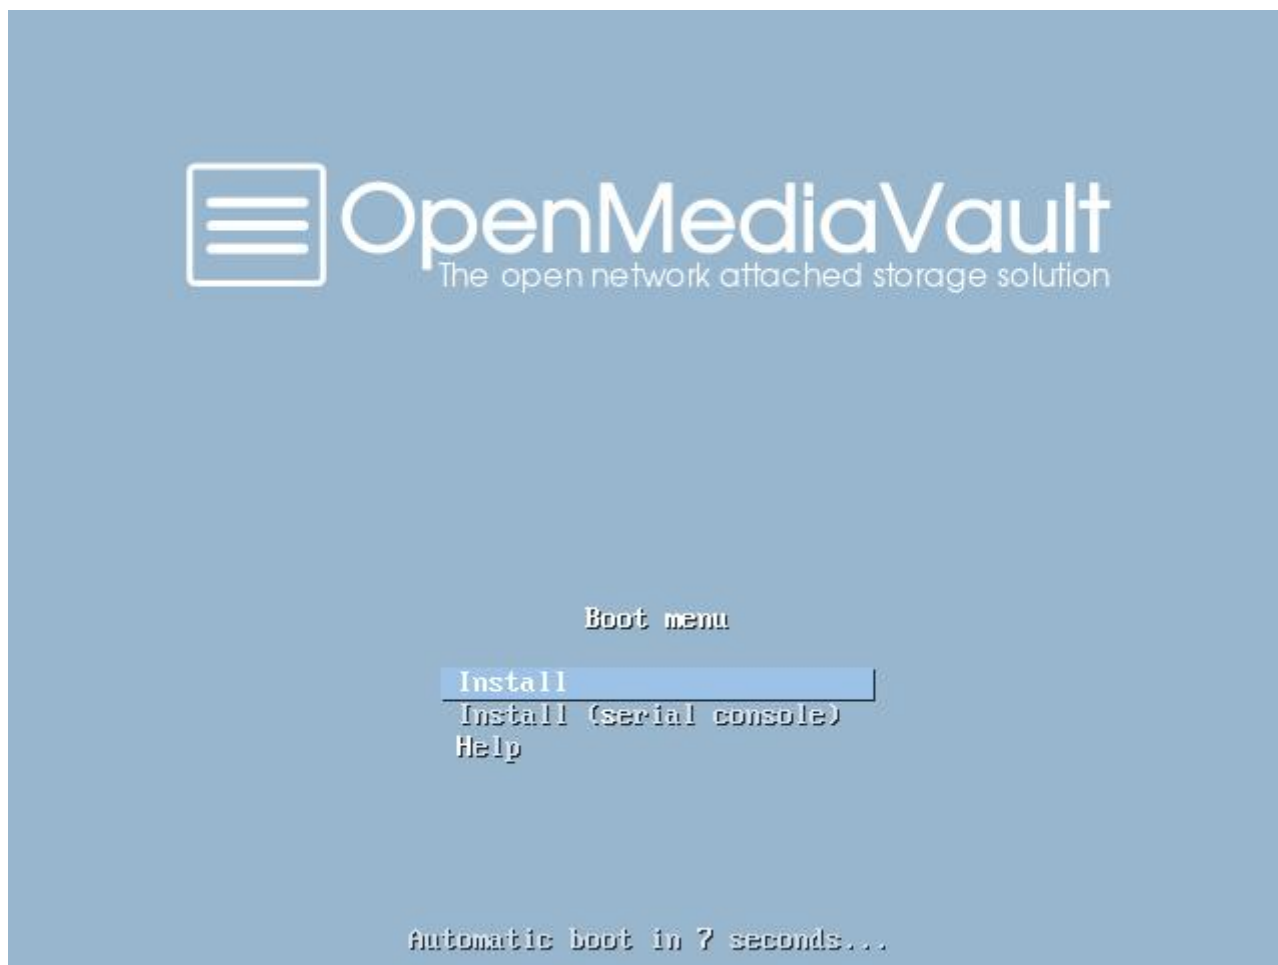 OpenMediaVault
The open network attached storage solution
Boot menu
Install
Install (serial console)
Help
Automatic boot in 7 seconds...